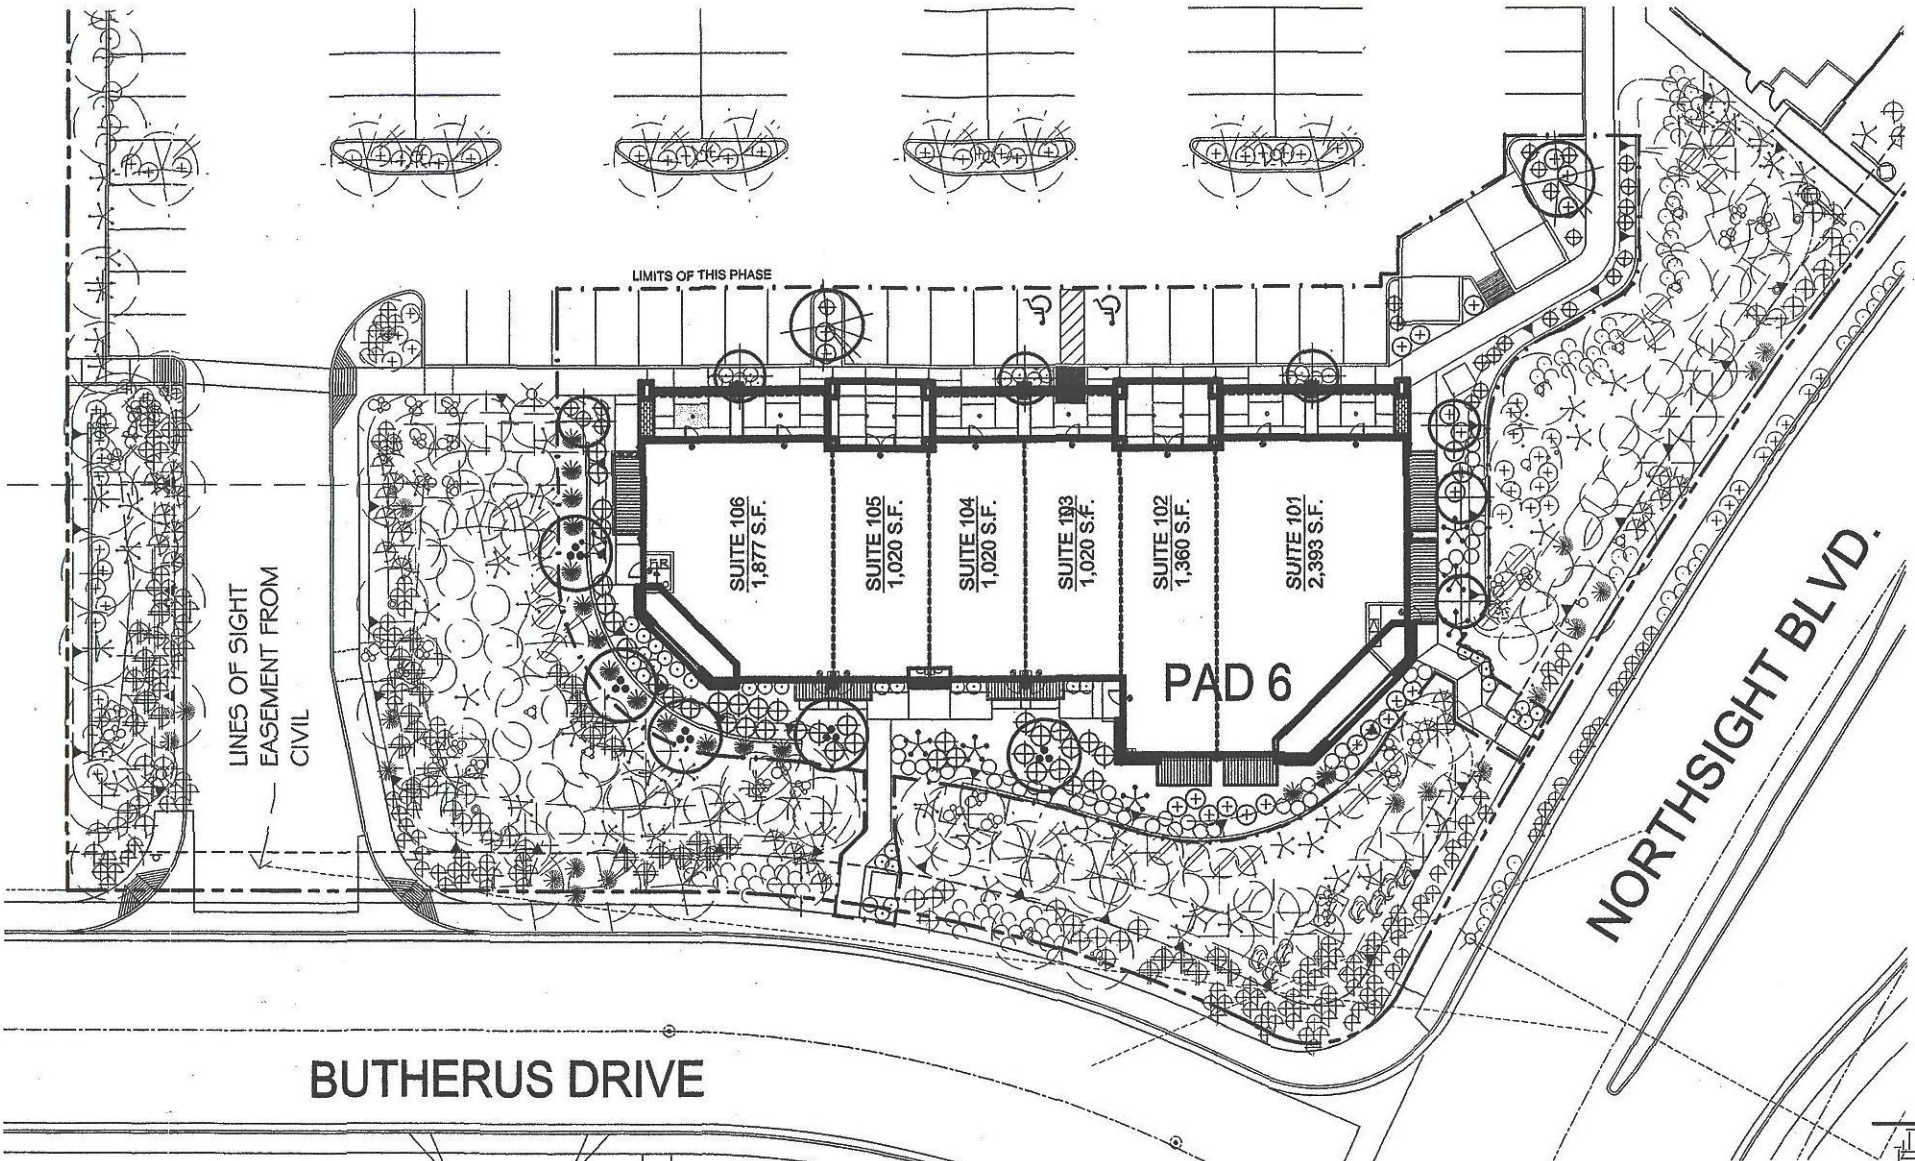 LIMITS OF THIS PHASE
SUITE 106
1,877 S.F.
SUITE 105
1,020 S.F.
SUITE 104
1,020 S.F.
SUITE 103
1,020 S.F.
SUITE 102
1,360 S.F.
SUITE 101
2,393 S.F.
F.R.
PAD 6
LINES OF SIGHT
EASEMENT FROM
CIVIL
NORTHSIGHT BLVD.
BUTHERUS DRIVE